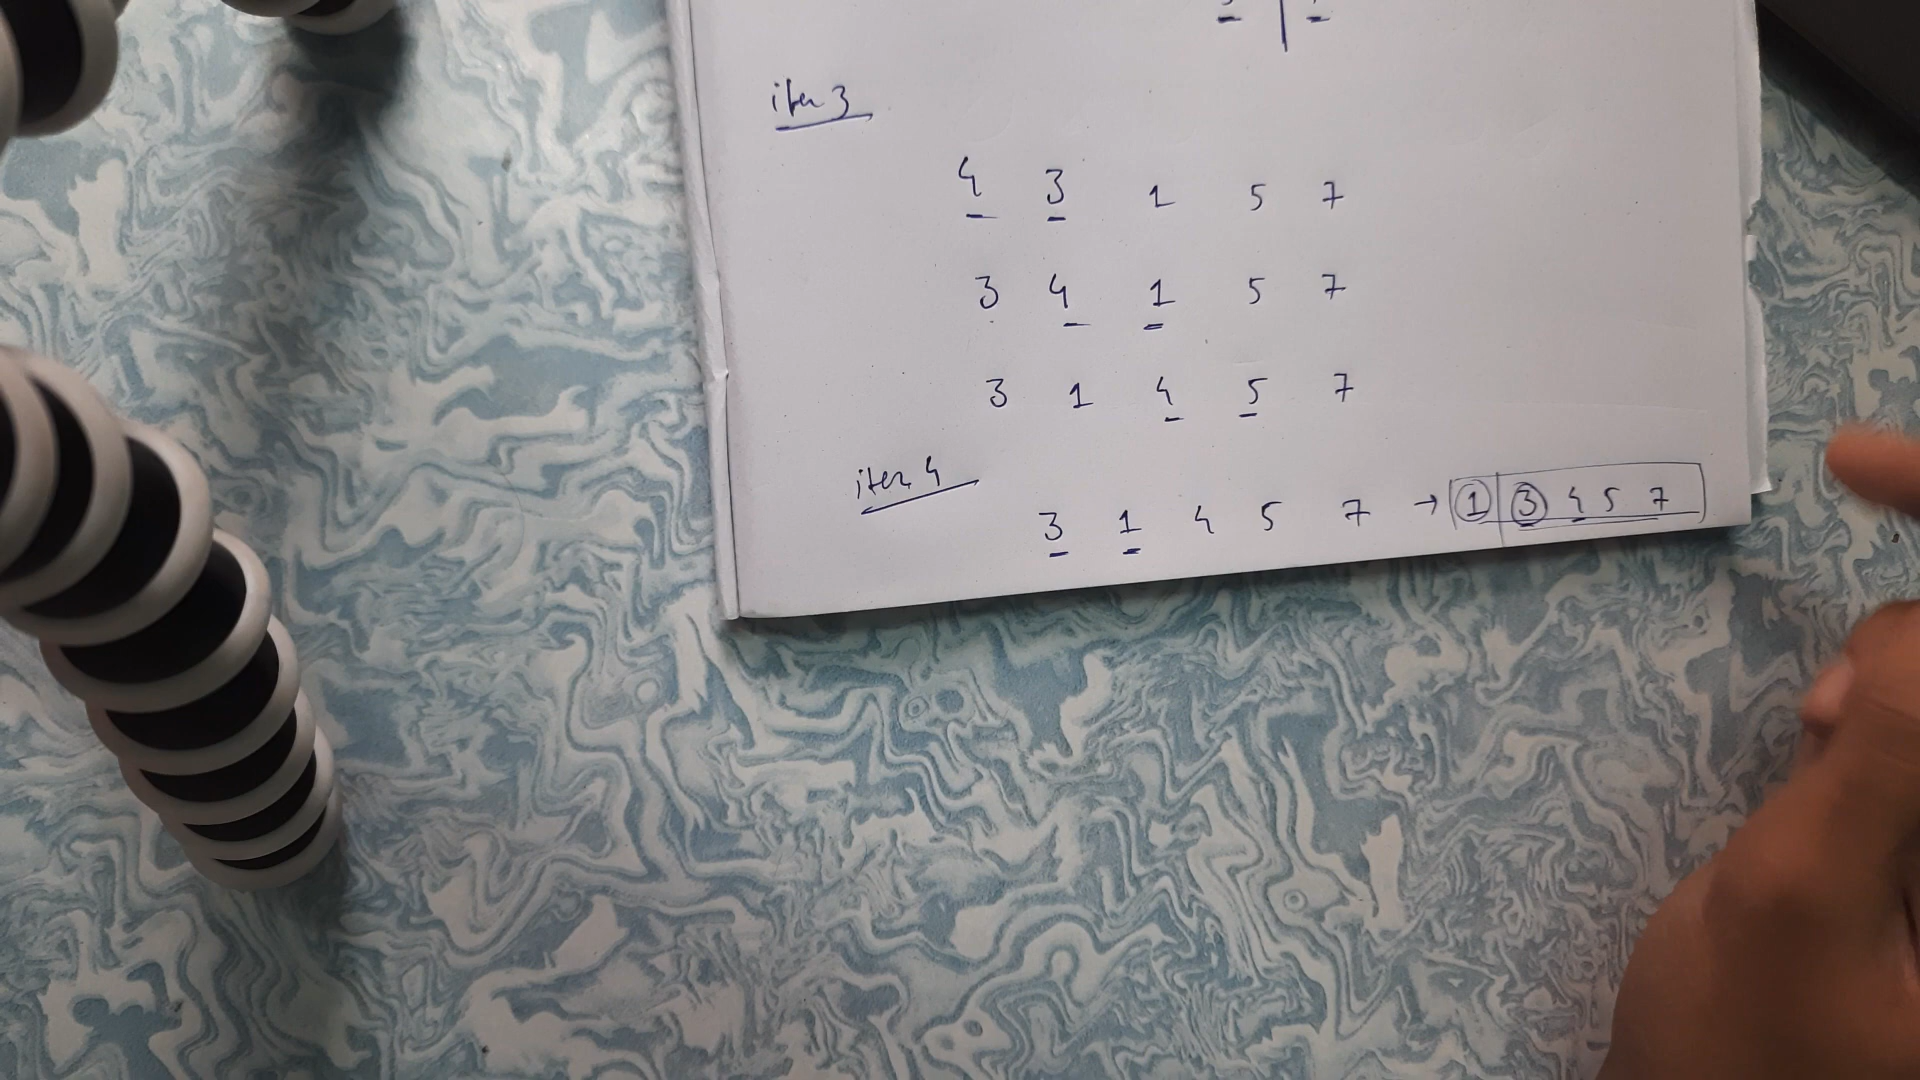 iter 3
4 3 1 5 7
3 4 1 5 7
3 1 4 5 7
iter 4
3 1 4 5 7 → 1 | 3 4 5 7